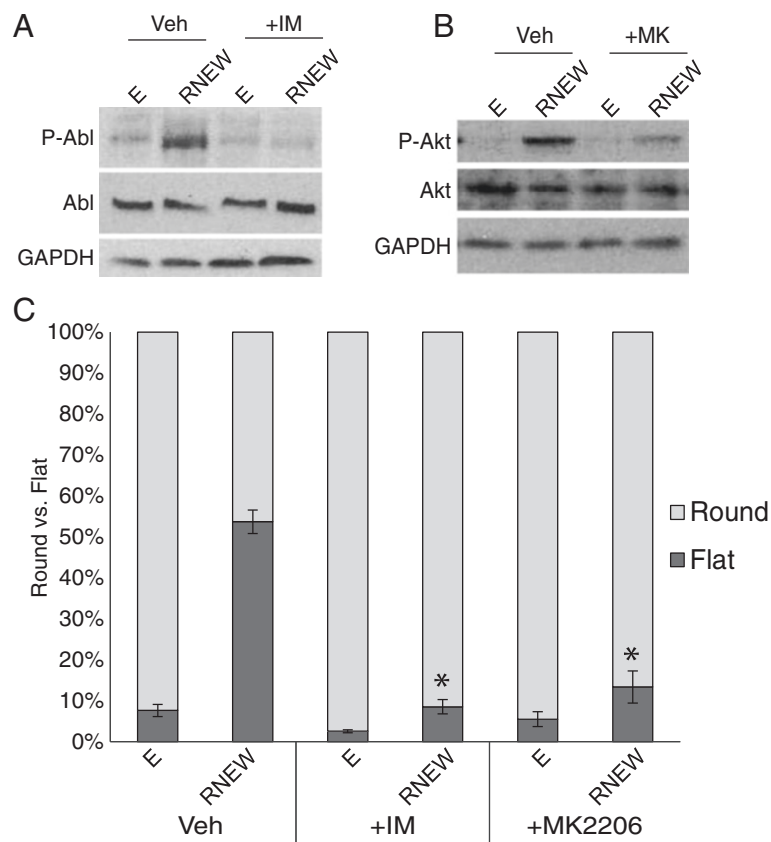 A
Veh
+IM
E
RNEW
E
RNEW
P-Abl
Abl
GAPDH
B
Veh
+MK
E
RNEW
E
RNEW
P-Akt
Akt
GAPDH
C
Round vs. Flat
100%
90%
80%
70%
60%
50%
40%
30%
20%
10%
0%
*
*
Round
Flat
E
RNEW
E
RNEW
E
RNEW
Veh
+IM
+MK2206